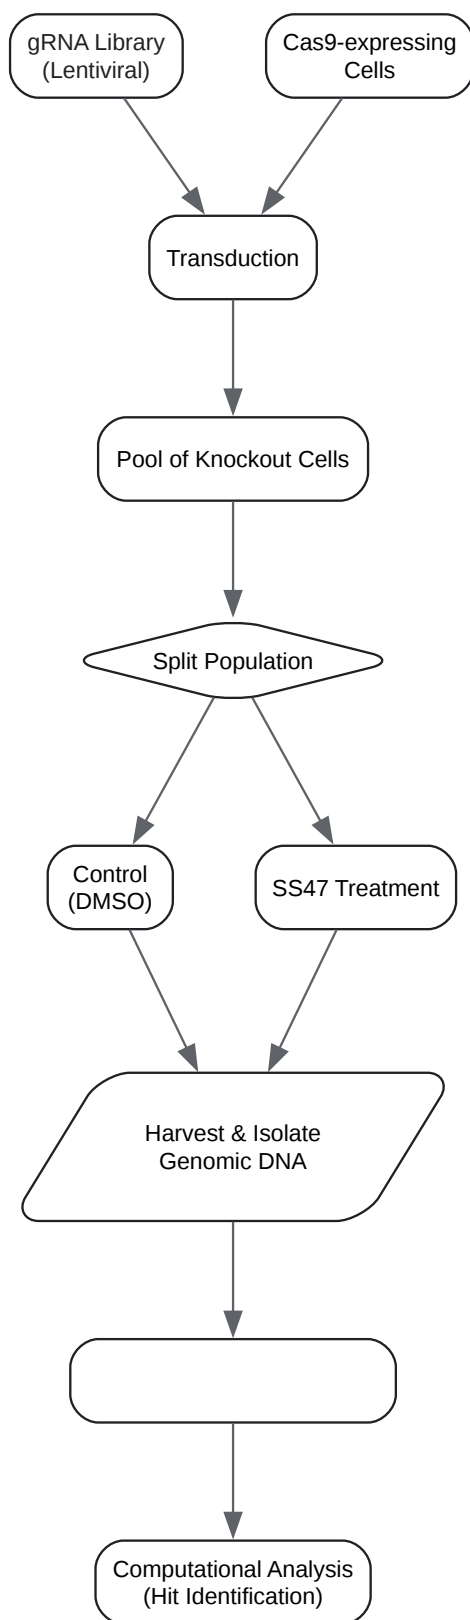 gRNA Library
(Lentiviral)
Cas9-expressing
Cells
Transduction
Pool of Knockout Cells
Split Population
Control
(DMSO)
SS47 Treatment
Harvest & Isolate
Genomic DNA
Computational Analysis
(Hit Identification)